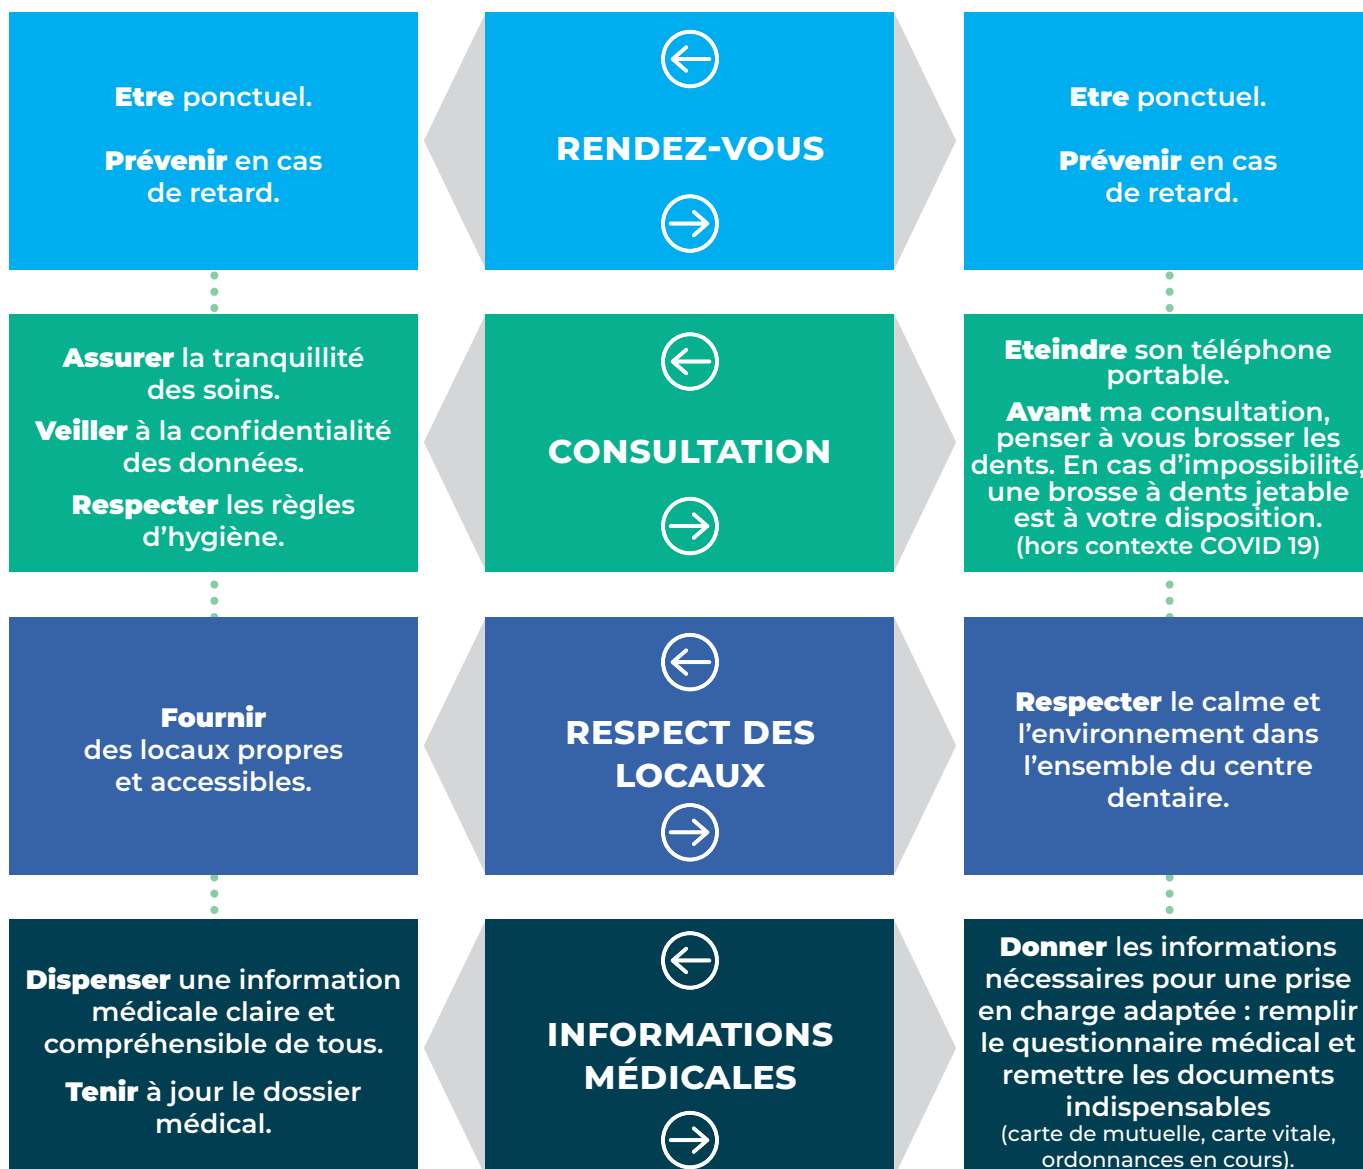 Etre ponctuel.
Prévenir en cas
de retard.
RENDEZ-VOUS
Etre ponctuel.
Prévenir en cas
de retard.
Assurer la tranquillité
des soins.
Veiller à la confidentialité
des données.
Respecter les règles
d’hygiène.
CONSULTATION
Eteindre son téléphone
portable.
Avant ma consultation,
penser à vous brosser les
dents. En cas d’impossibilité,
une brosse à dents jetable
est à votre disposition.
(hors contexte COVID 19)
Fournir
des locaux propres
et accessibles.
RESPECT DES
LOCAUX
Respecter le calme et
l’environnement dans
l’ensemble du centre
dentaire.
Dispenser une information
médicale claire et
compréhensible de tous.
Tenir à jour le dossier
médical.
INFORMATIONS
MÉDICALES
Donner les informations
nécessaires pour une prise
en charge adaptée : remplir
le questionnaire médical et
remettre les documents
indispensables
(carte de mutuelle, carte vitale,
ordonnances en cours).